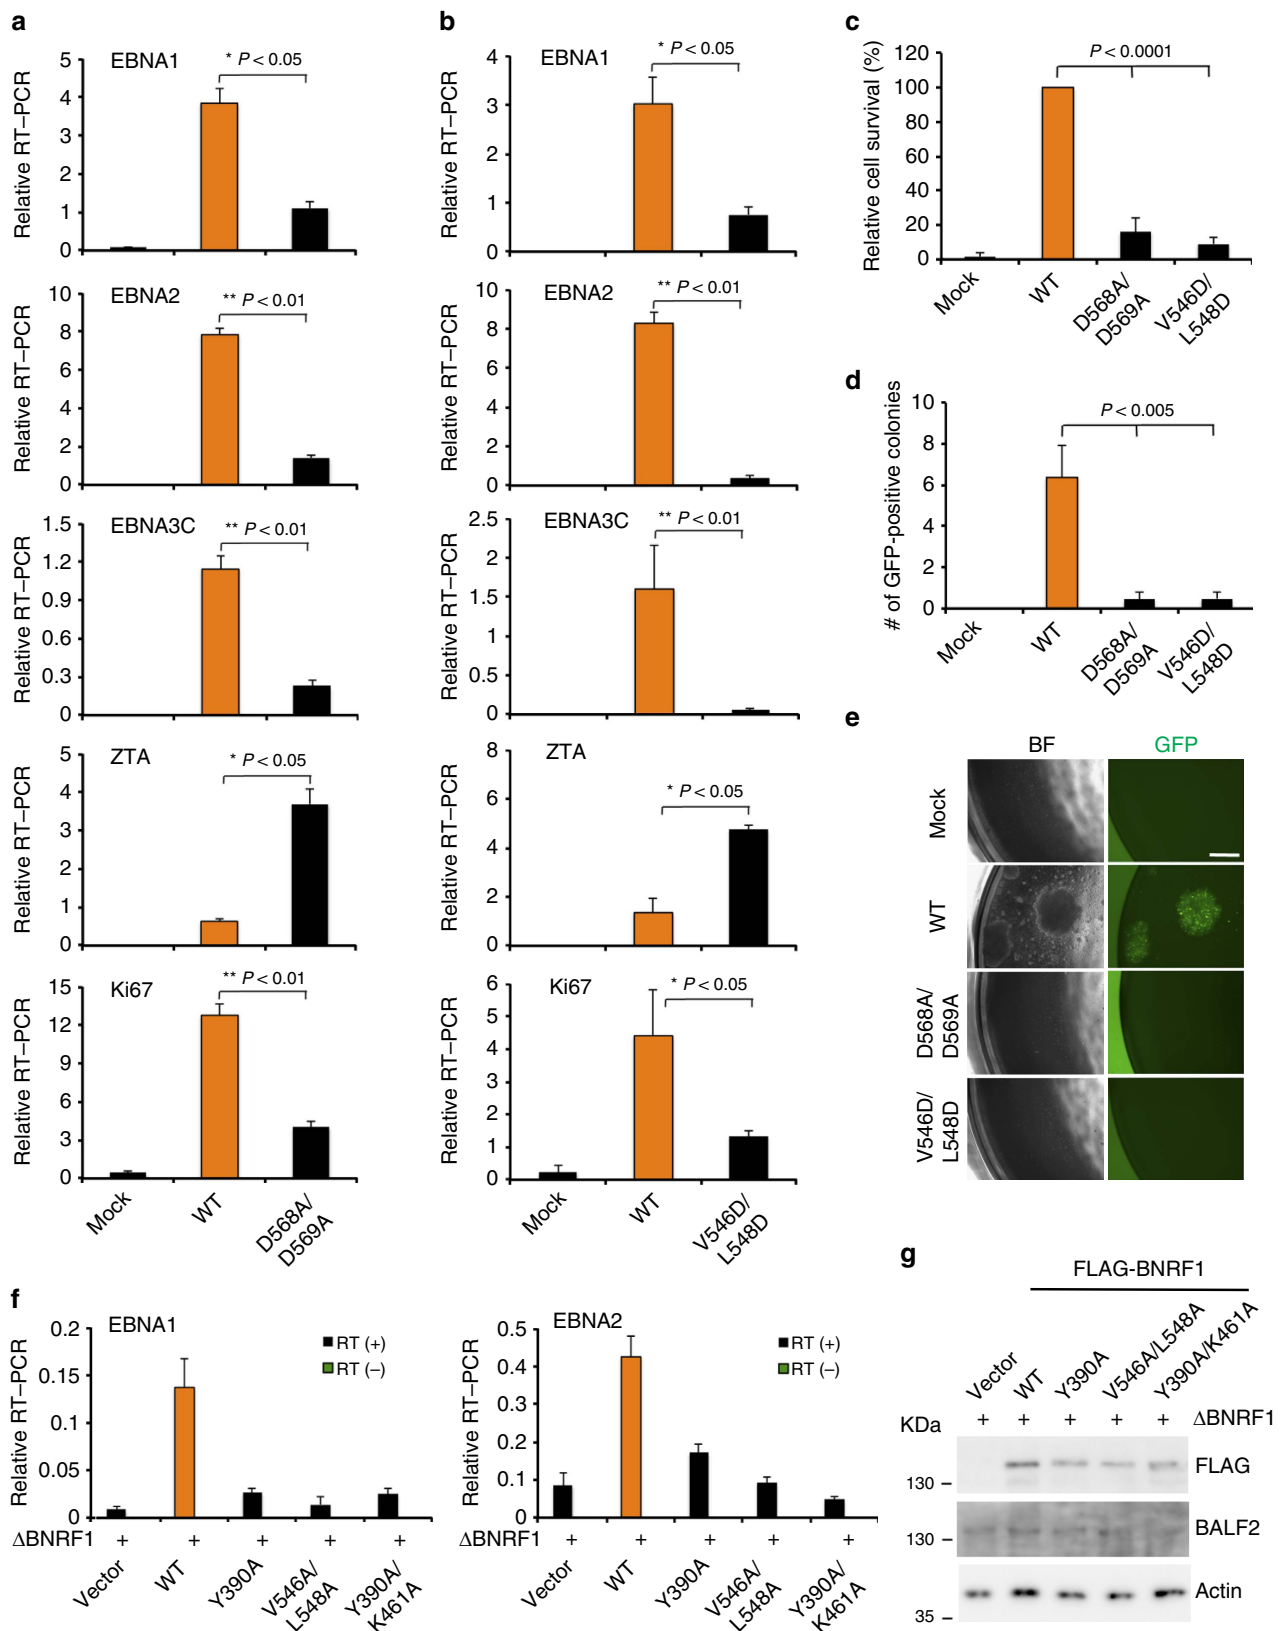 a
EBNA1
* P < 0.05
Relative RT–PCR
5
4
3
2
1
0
EBNA2
** P < 0.01
Relative RT–PCR
10
8
6
4
2
0
EBNA3C
** P < 0.01
Relative RT–PCR
1.5
1.2
0.9
0.6
0.3
0
ZTA
* P < 0.05
Relative RT–PCR
5
4
3
2
1
0
Ki67
** P < 0.01
Relative RT–PCR
15
12
9
6
3
0
Mock
WT
D568A/
D569A
b
EBNA1
* P < 0.05
Relative RT–PCR
4
3
2
1
0
EBNA2
** P < 0.01
Relative RT–PCR
10
8
6
4
2
0
EBNA3C
** P < 0.01
Relative RT–PCR
2.5
2
1.5
1
0.5
0
ZTA
* P < 0.05
Relative RT–PCR
8
6
4
2
0
Ki67
* P < 0.05
Relative RT–PCR
6
5
4
3
2
1
0
Mock
WT
V546D/
L548D
c
P < 0.0001
Relative cell survival (%)
120
100
80
60
40
20
0
Mock
WT
D568A/
D569A
V546D/
L548D
d
P < 0.005
# of GFP-positive colonies
10
8
6
4
2
0
Mock
WT
D568A/
D569A
V546D/
L548D
e
BF
GFP
Mock
WT
D568A/
D569A
V546D/
L548D
f
EBNA1
RT (+)
RT (–)
Relative RT–PCR
0.2
0.15
0.1
0.05
0
ΔBNRF1 + + + + +
Vector
WT
Y390A
V546A/
L548A
Y390A/
K461A
EBNA2
RT (+)
RT (–)
Relative RT–PCR
0.5
0.4
0.3
0.2
0.1
0
ΔBNRF1 + + + + +
Vector
WT
Y390A
V546A/
L548A
Y390A/
K461A
g
FLAG-BNRF1
Vector
WT
Y390A
V546A/L548A
Y390A/K461A
KDa
+ + + + + ΔBNRF1
130 –
FLAG
130 –
BALF2
Actin
35 –